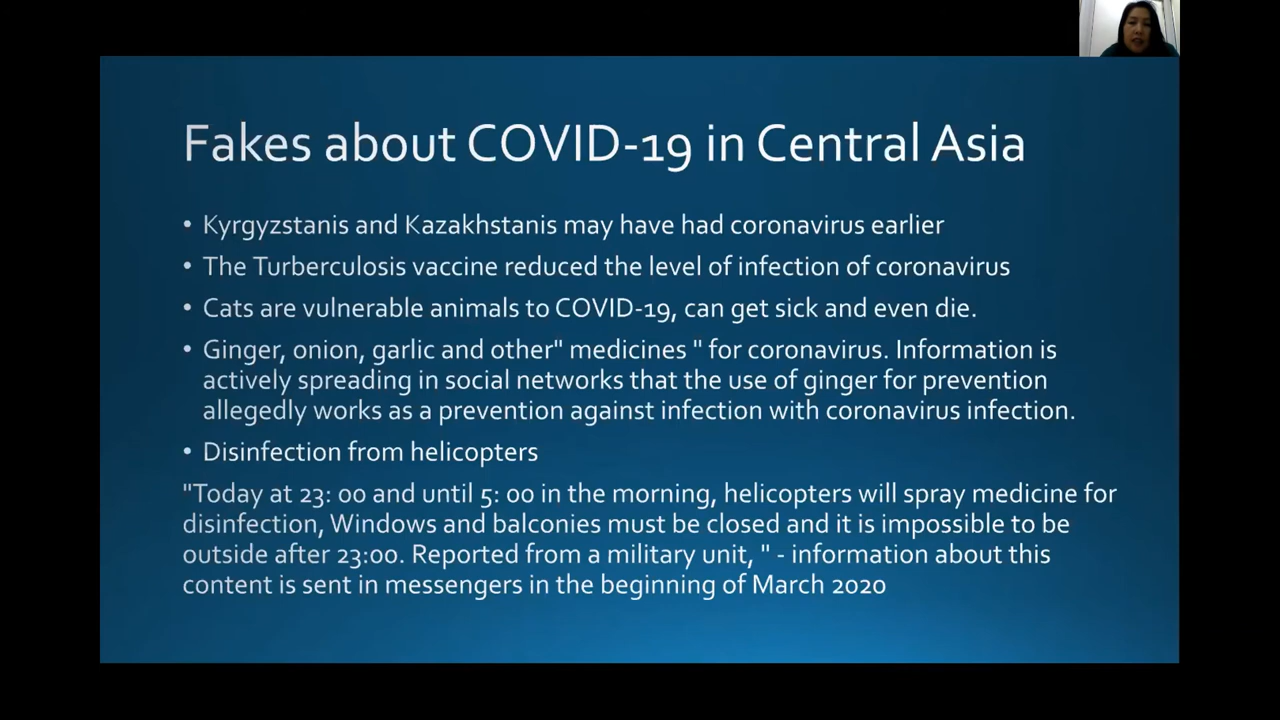 Fakes about COVID-19 in Central Asia
• Kyrgyzstanis and Kazakhstanis may have had coronavirus earlier
• The Turberculosis vaccine reduced the level of infection of coronavirus
• Cats are vulnerable animals to COVID-19, can get sick and even die.
• Ginger, onion, garlic and other" medicines " for coronavirus. Information is
actively spreading in social networks that the use of ginger for prevention
allegedly works as a prevention against infection with coronavirus infection.
• Disinfection from helicopters
"Today at 23: 00 and until 5: 00 in the morning, helicopters will spray medicine for
disinfection, Windows and balconies must be closed and it is impossible to be
outside after 23:00. Reported from a military unit, " - information about this
content is sent in messengers in the beginning of March 2020